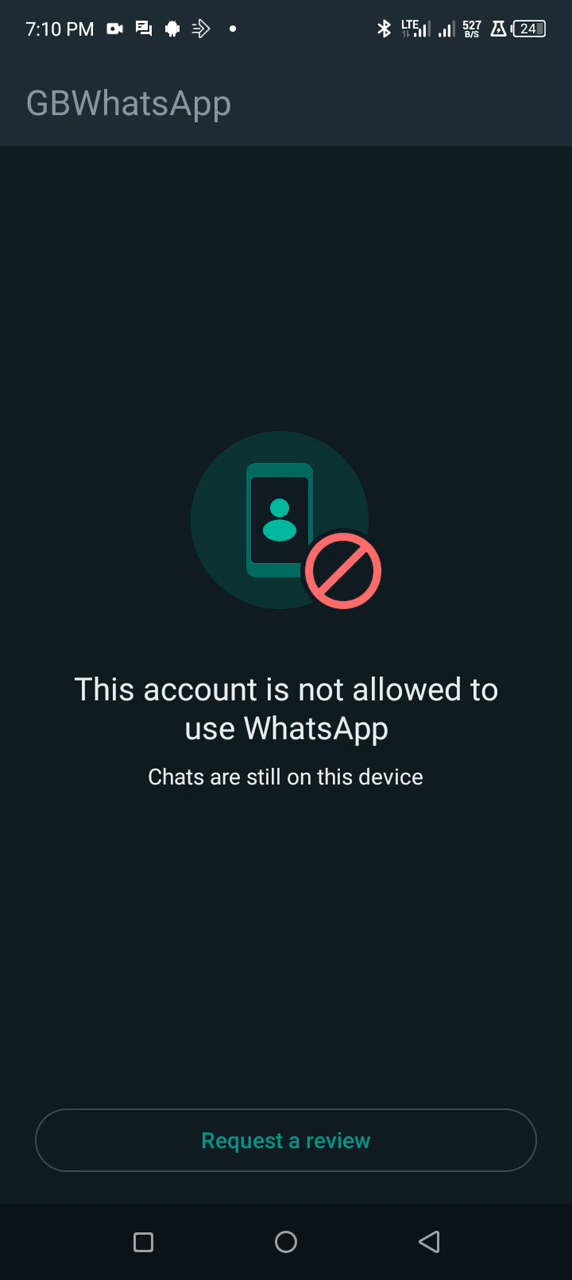 7:10 PM LTE 527 B/S 24
GBWhatsApp
This account is not allowed to
use WhatsApp
Chats are still on this device
Request a review